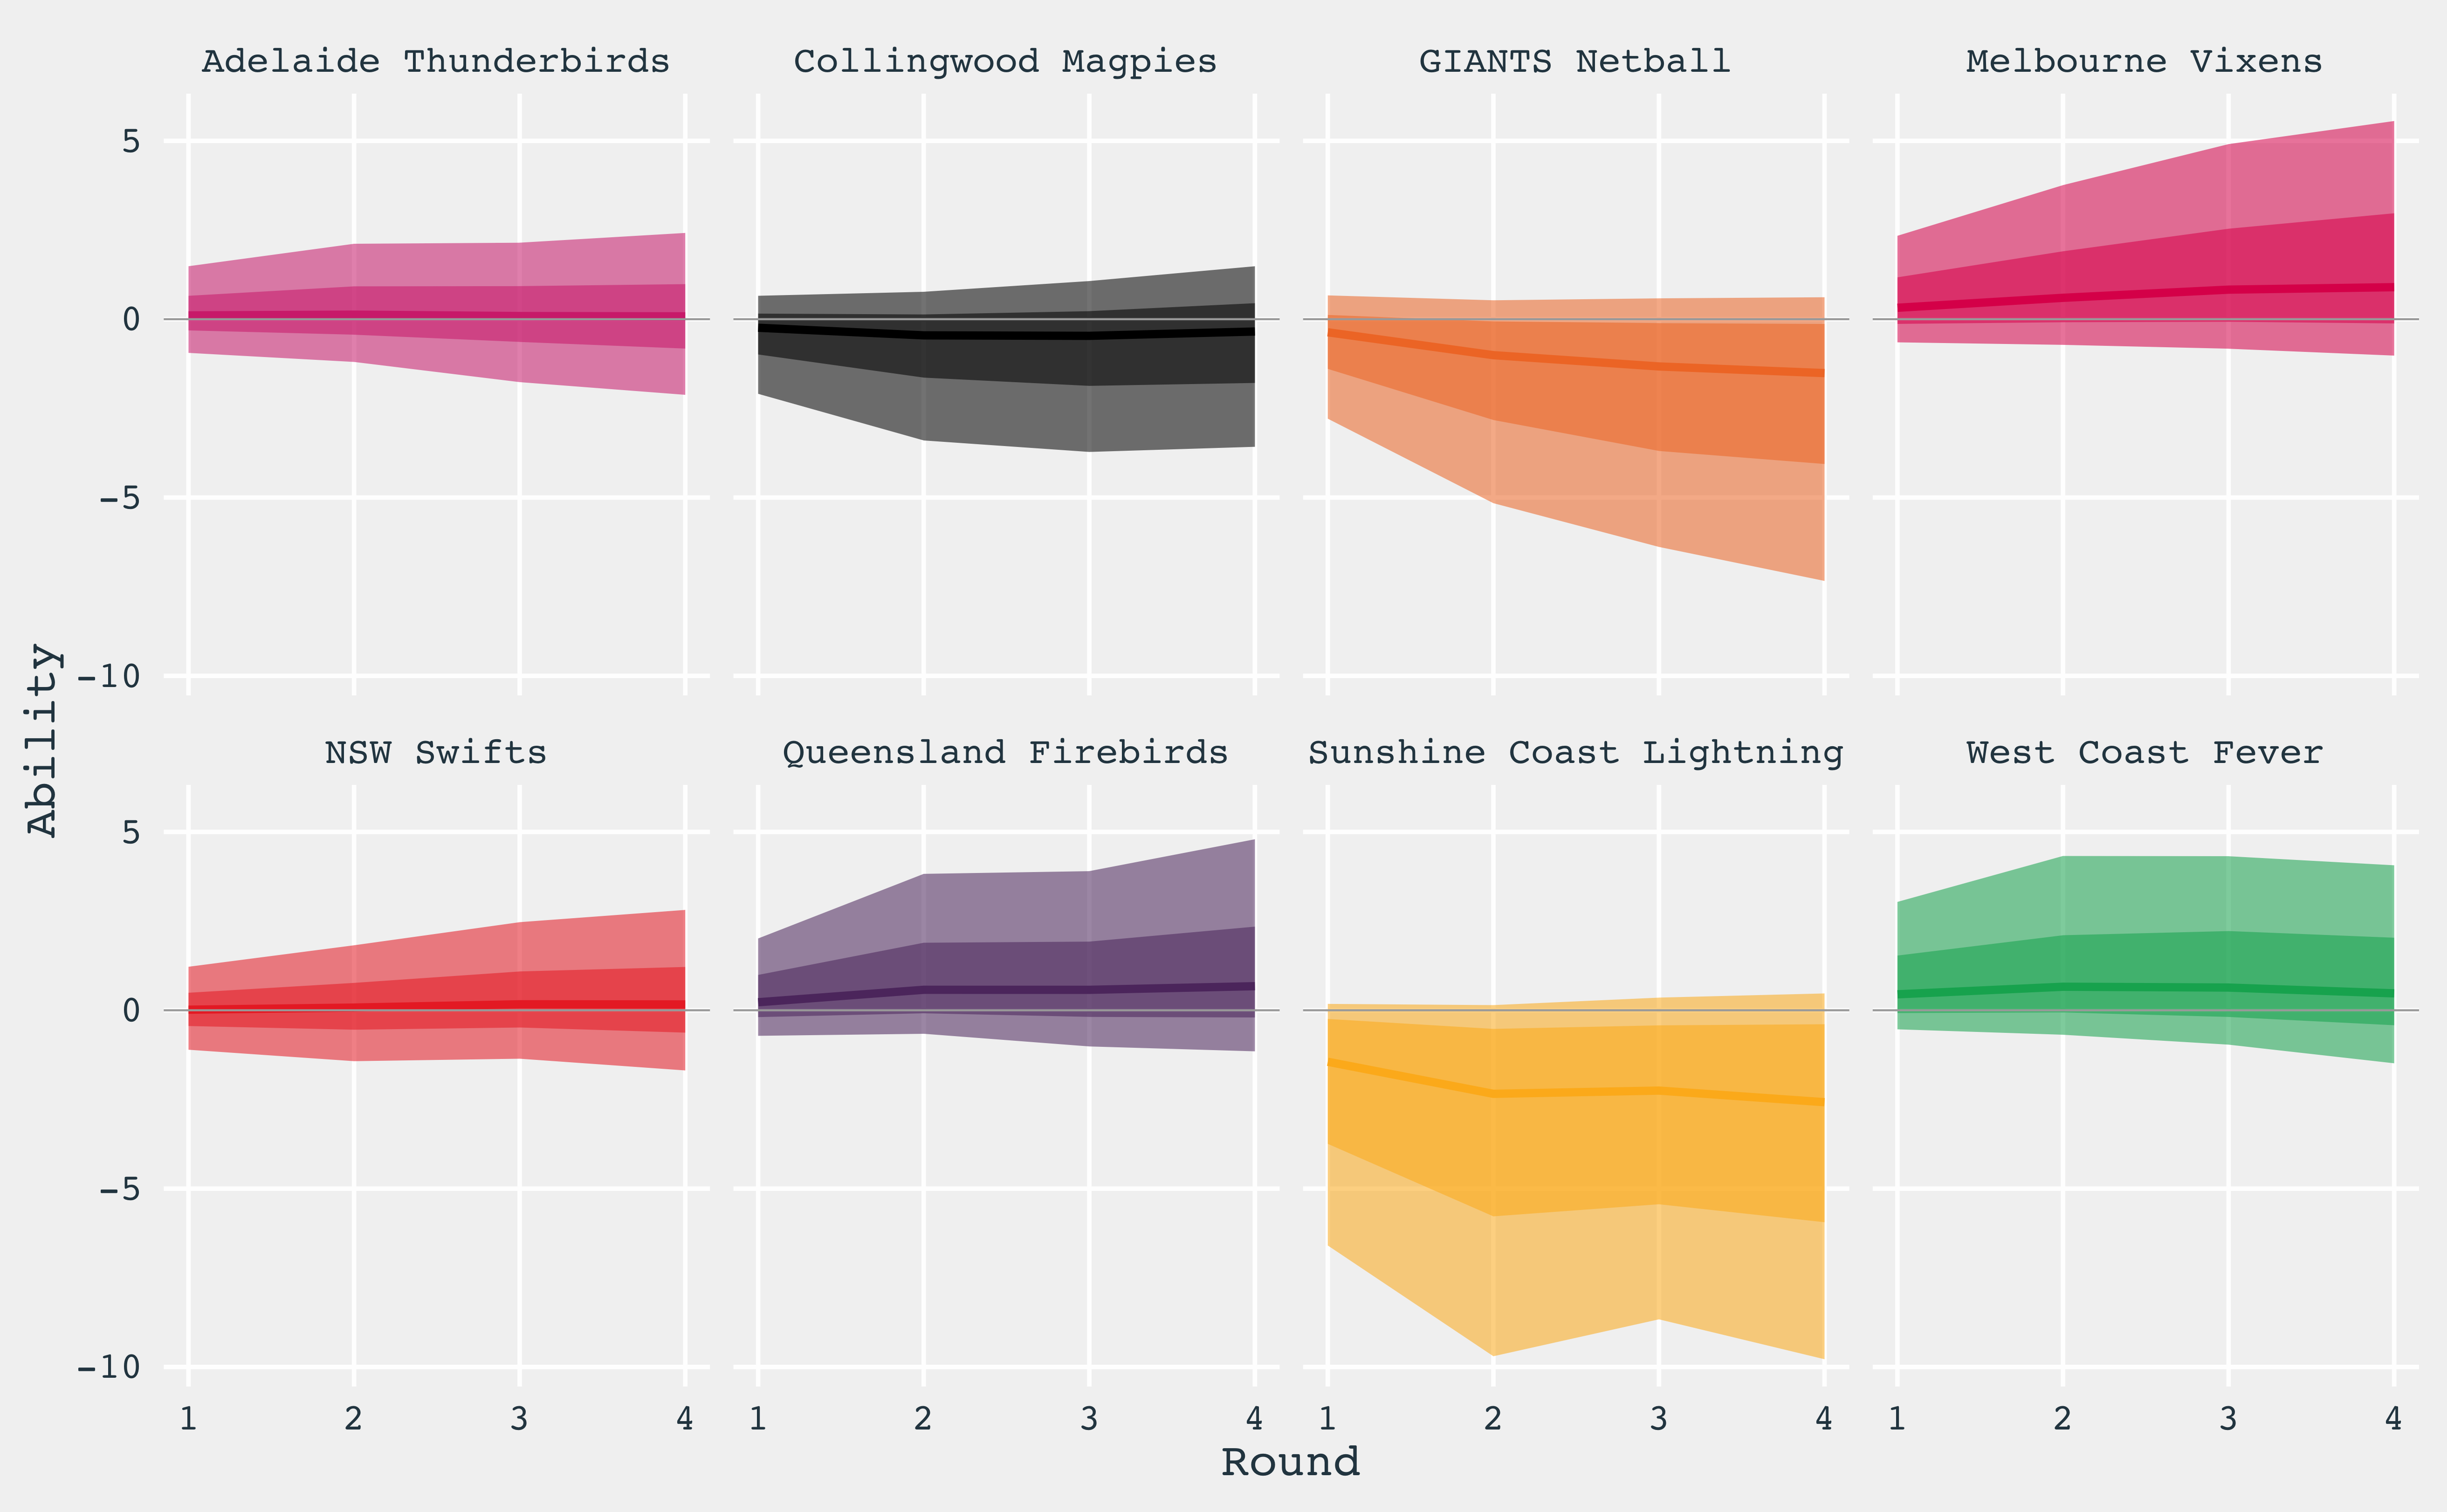 Adelaide Thunderbirds Collingwood Magpies GIANTS Netball Melbourne Vixens
5
0
-5
-10
Ability
NSW Swifts Queensland Firebirds Sunshine Coast Lightning West Coast Fever
5
0
-5
-10
1 2 3 4 1 2 3 4 1 2 3 4 1 2 3 4
Round